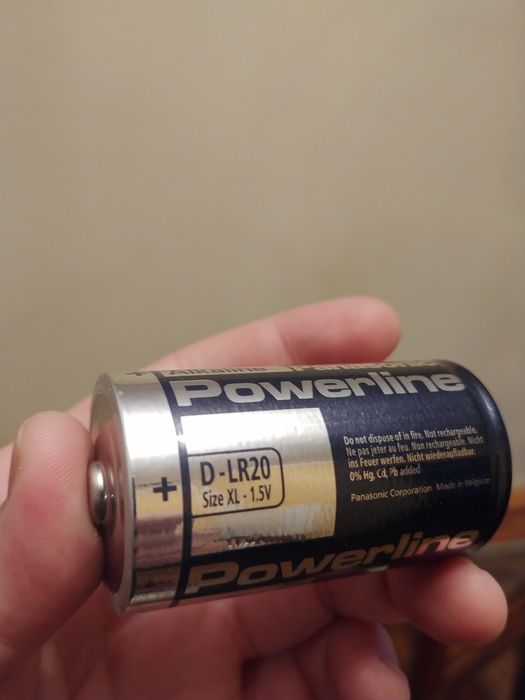 + Alkaline Panasonic
Powerline
+
D-LR20
Size XL - 1.5V
Do not dispose of in fire. Not rechargeable.
Ne pas jeter au feu. Non rechargeable. Nicht
ins Feuer werfen. Nicht wiederaufladbar.
0% Hg, Cd, Pb added
Panasonic Corporation Made in Belgium
Powerline